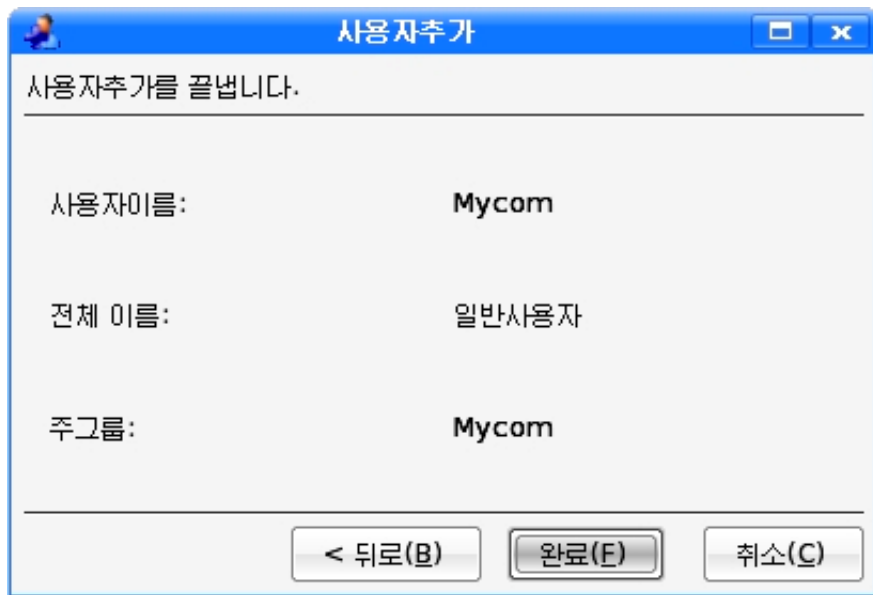 사용자추가
사용자추가를 끝냅니다.
사용자이름: Mycom
전체 이름: 일반사용자
주그룹: Mycom
< 뒤로(B) 완료(F) 취소(C)